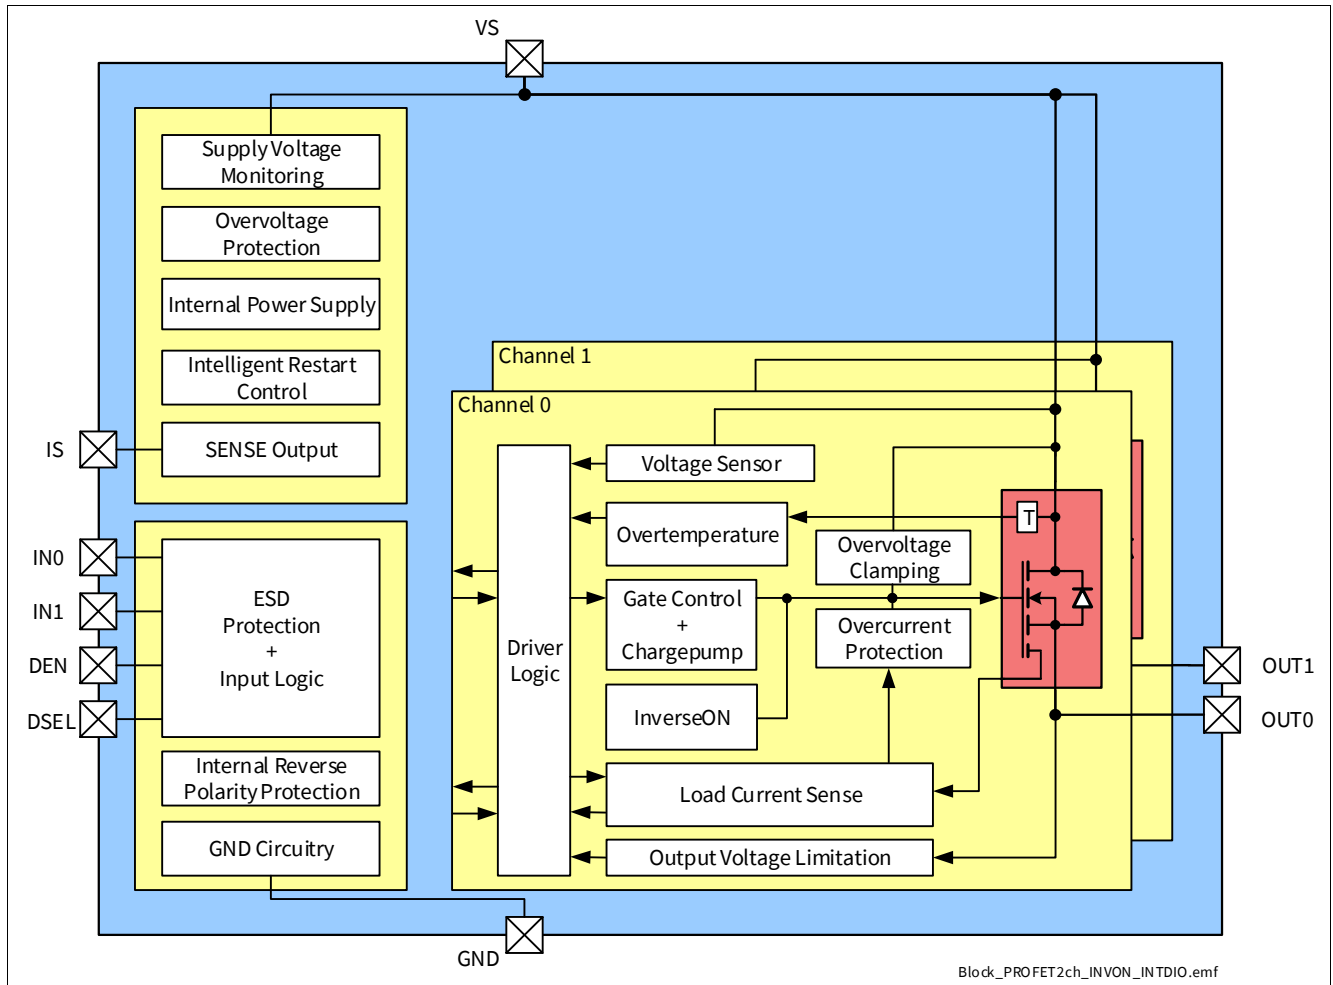 VS
Supply Voltage
Monitoring
Overvoltage
Protection
Internal Power Supply
Intelligent Restart
Control
SENSE Output
IS
IN0
IN1
DEN
DSEL
ESD
Protection
+
Input Logic
Internal Reverse
Polarity Protection
GND Circuitry
GND
Channel 1
Channel 0
Driver
Logic
Voltage Sensor
Overtemperature
Gate Control
+
Chargepump
InverseON
Overvoltage
Clamping
Overcurrent
Protection
Load Current Sense
Output Voltage Limitation
T
OUT1
OUT0
Block_PROFET2ch_INVON_INTDIO.emf